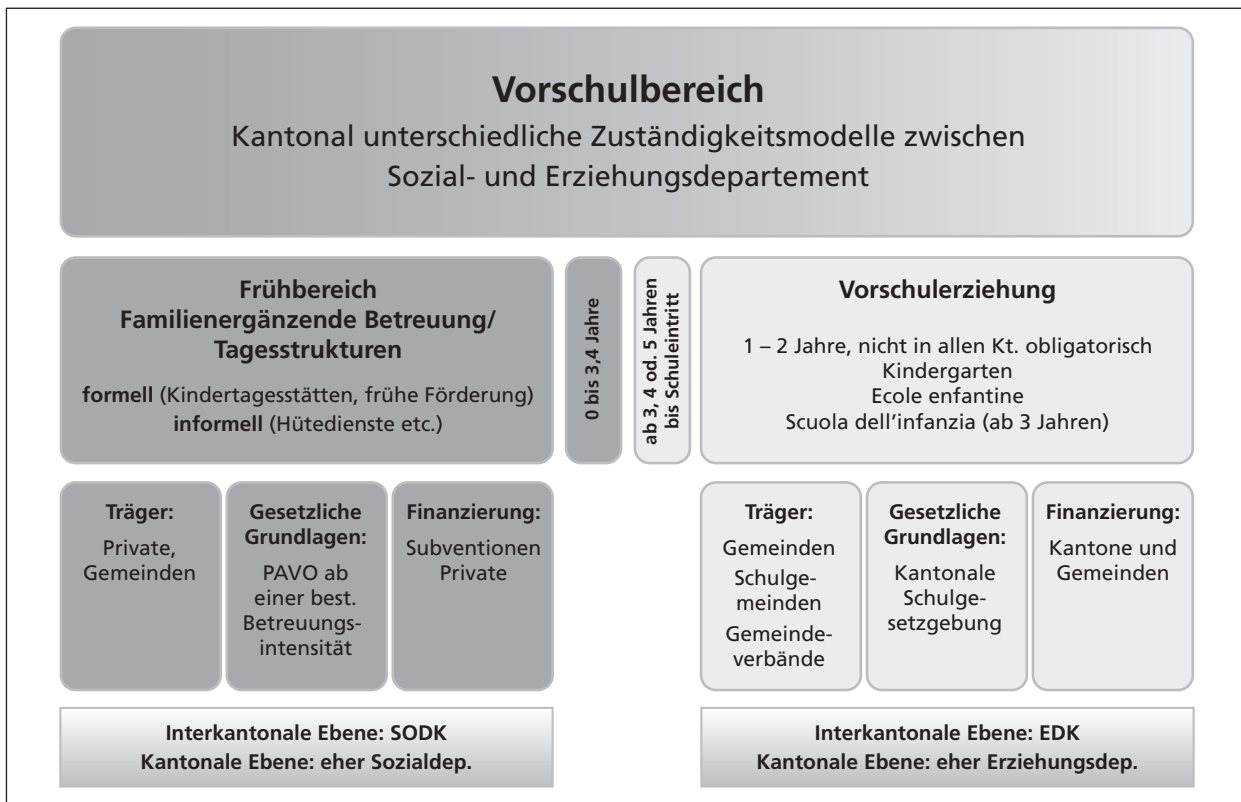 Vorschulbereich
Kantonal unterschiedliche Zuständigkeitsmodelle zwischen
Sozial- und Erziehungsdepartement
Frühbereich
Familienergänzende Betreuung/
Tagesstrukturen
formell (Kindertagesstätten, frühe Förderung)
informell (Hütedienste etc.)
0 bis 3,4 Jahre
ab 3, 4 od. 5 Jahren
bis Schuleintritt
Vorschulerziehung
1 – 2 Jahre, nicht in allen Kt. obligatorisch
Kindergarten
Ecole enfantine
Scuola dell'infanzia (ab 3 Jahren)
Träger:
Private,
Gemeinden
Gesetzliche
Grundlagen:
PAVO ab
einer best.
Betreuungs-
intensität
Finanzierung:
Subventionen
Private
Träger:
Gemeinden
Schulge-
meinden
Gemeinde-
verbände
Gesetzliche
Grundlagen:
Kantonale
Schulge-
setzgebung
Finanzierung:
Kantone und
Gemeinden
Interkantonale Ebene: SODK
Kantonale Ebene: eher Sozialdep.
Interkantonale Ebene: EDK
Kantonale Ebene: eher Erziehungsdep.